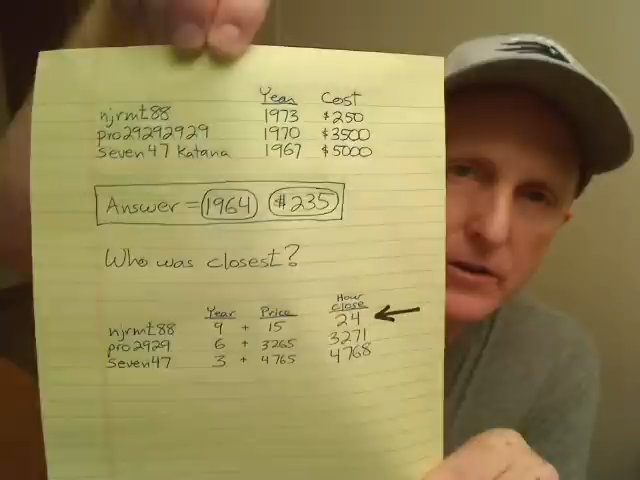 Year Cost
njrmt88 1973 $250
pro29292929 1970 $3500
seven47 Katana 1967 $5000
Answer = 1964 $235
Who was closest?
Year Price How close
njrmt88 9 + 15 24
pro2929 6 + 3265 3271
Seven47 3 + 4765 4768